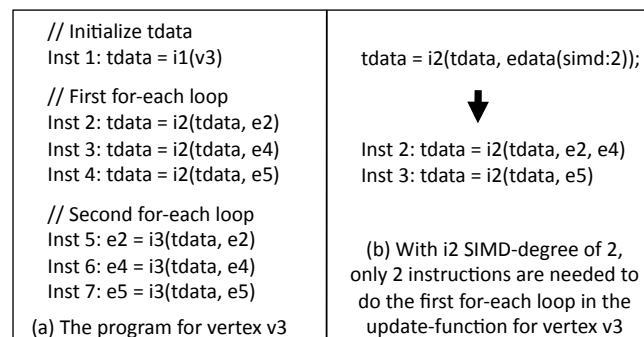 // Initialize tdata
Inst 1: tdata = i1(v3)
// First for-each loop
Inst 2: tdata = i2(tdata, e2)
Inst 3: tdata = i2(tdata, e4)
Inst 4: tdata = i2(tdata, e5)
// Second for-each loop
Inst 5: e2 = i3(tdata, e2)
Inst 6: e4 = i3(tdata, e4)
Inst 7: e5 = i3(tdata, e5)
(a) The program for vertex v3
tdata = i2(tdata, edata(simd:2));
Inst 2: tdata = i2(tdata, e2, e4)
Inst 3: tdata = i2(tdata, e5)
(b) With i2 SIMD-degree of 2,
only 2 instructions are needed to
do the first for-each loop in the
update-function for vertex v3